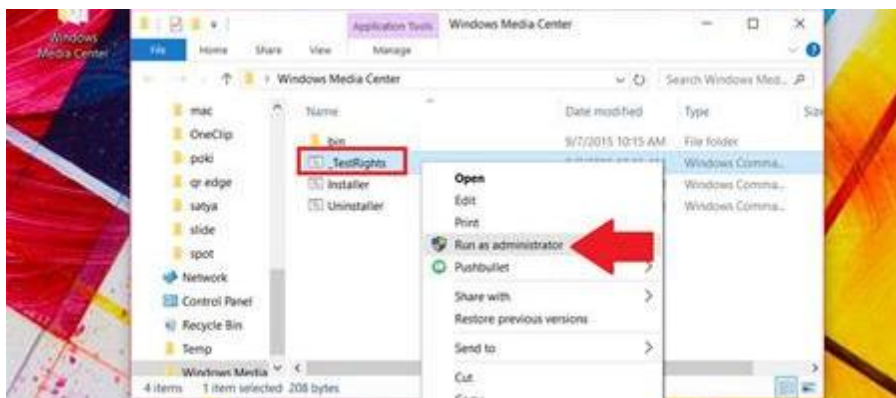 Windows
Media Center
Application Tools
Windows Media Center
File
Home
Share
View
Manage
Windows Media Center
Search Windows Med...
mac
OneClip
poki
qr edge
satya
slide
spot
Network
Control Panel
Recycle Bin
Temp
Windows Media
Name
Date modified
Type
Size
bin
9/7/2015 10:15 AM
File folder
_TestRights
Windows Comma...
Installer
Windows Comma...
Uninstaller
Windows Comma...
Open
Edit
Print
Run as administrator
Pushbullet
Share with
Restore previous versions
Send to
Cut
4 items
1 item selected
208 bytes